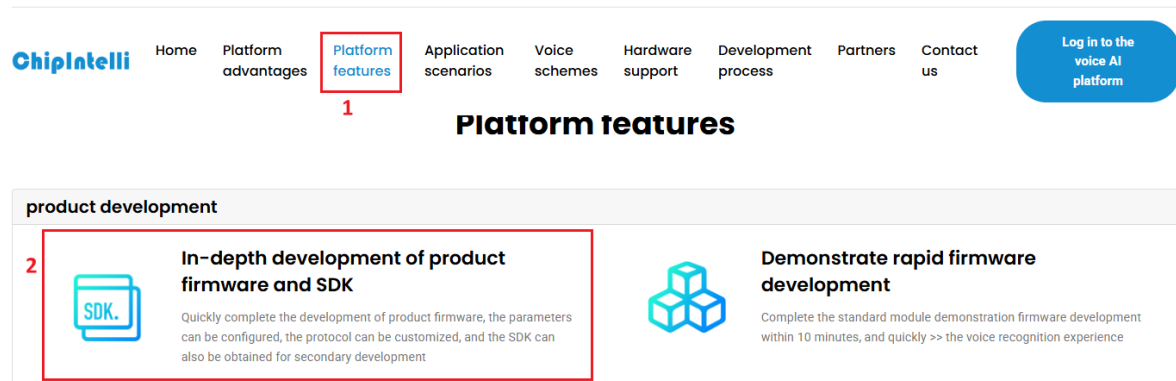 ChipIntelli
Home
Platform
advantages
Platform
features
Application
scenarios
Voice
schemes
Hardware
support
Development
process
Partners
Contact
us
Log in to the
voice AI
platform
1
Platform features
product development
2
SDK.
In-depth development of product
firmware and SDK
Quickly complete the development of product firmware, the parameters
can be configured, the protocol can be customized, and the SDK can
also be obtained for secondary development
Demonstrate rapid firmware
development
Complete the standard module demonstration firmware development
within 10 minutes, and quickly >> the voice recognition experience